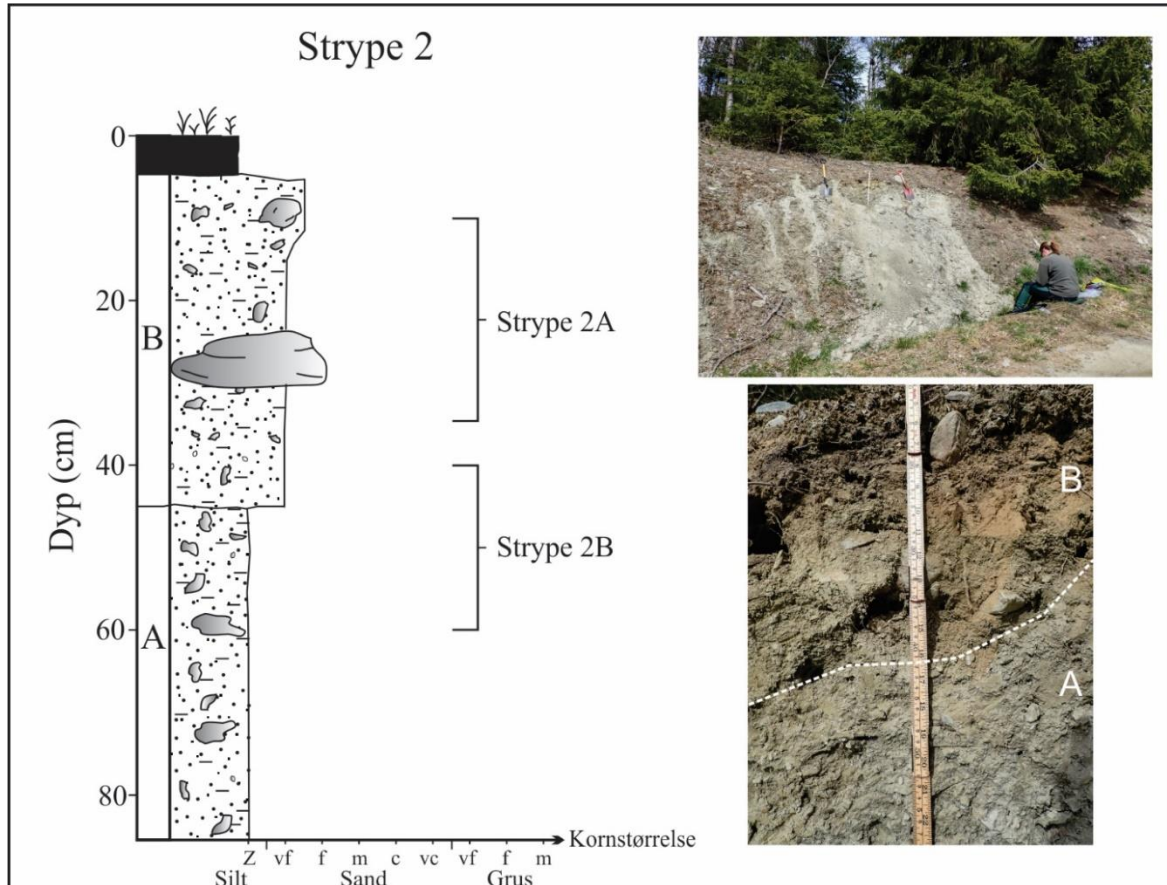 Strype 2
0
20
40
60
80
Dyp (cm)
B
A
Strype 2A
Strype 2B
Z vf f m c vc vf f m
Silt Sand Grus
Kornstørrelse
B
A